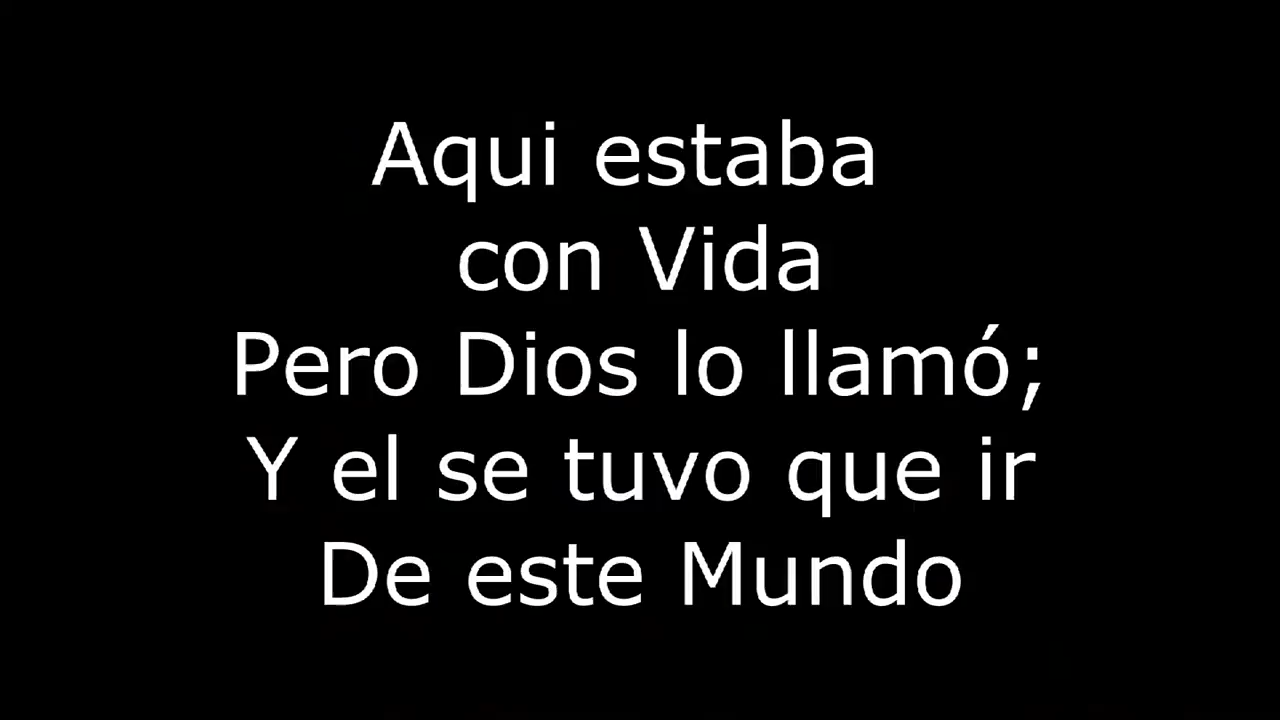 Aqui estaba
con Vida
Pero Dios lo llamó;
Y el se tuvo que ir
De este Mundo